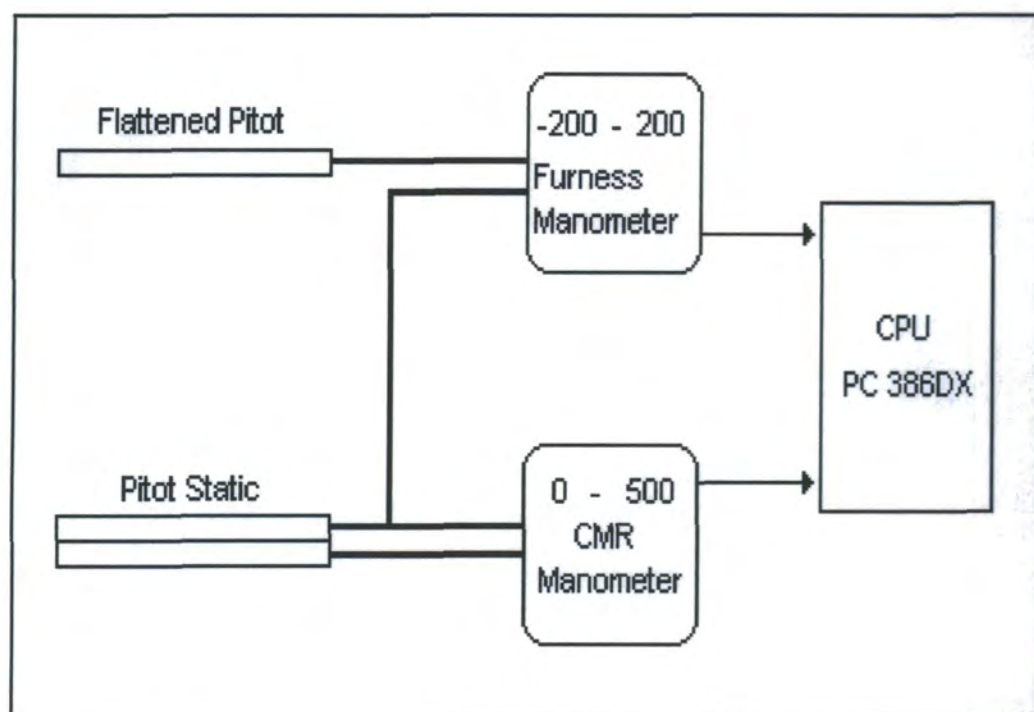 Flattened Pitot
-200 - 200
Furness
Manometer
CPU
PC 386DX
Pitot Static
0 - 500
CMR
Manometer